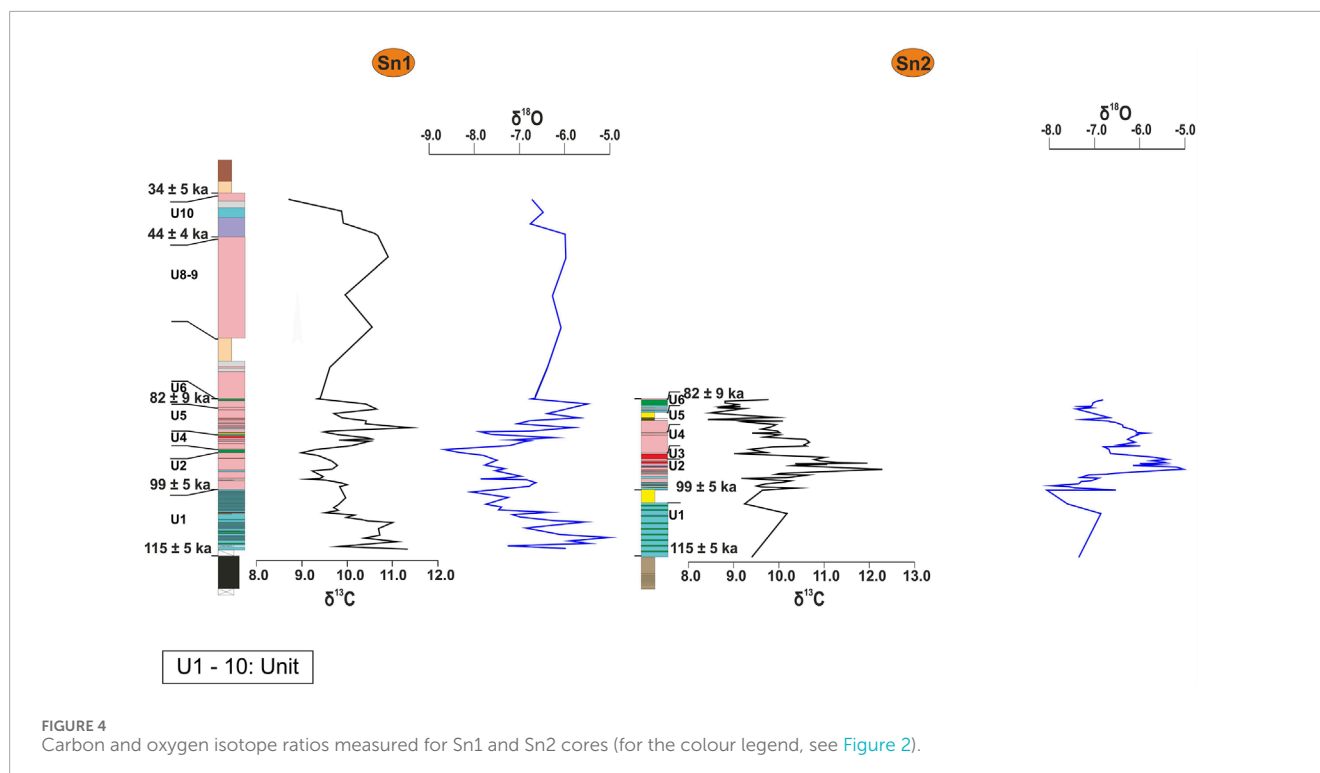 Sn1
Sn2
δ18O
-9.0 -8.0 -7.0 -6.0 -5.0
δ18O
-8.0 -7.0 -6.0 -5.0
34 ± 5 ka
U10
44 ± 4 ka
U8-9
U6
82 ± 9 ka
U5
U4
U2
99 ± 5 ka
U1
115 ± 5 ka
8.0 9.0 10.0 11.0 12.0
δ13C
82 ± 9 ka
U6
U5
U4
U3
U2
99 ± 5 ka
U1
115 ± 5 ka
8.0 9.0 10.0 11.0 13.0
δ13C
U1 - 10: Unit
FIGURE 4
Carbon and oxygen isotope ratios measured for Sn1 and Sn2 cores (for the colour legend, see Figure 2).